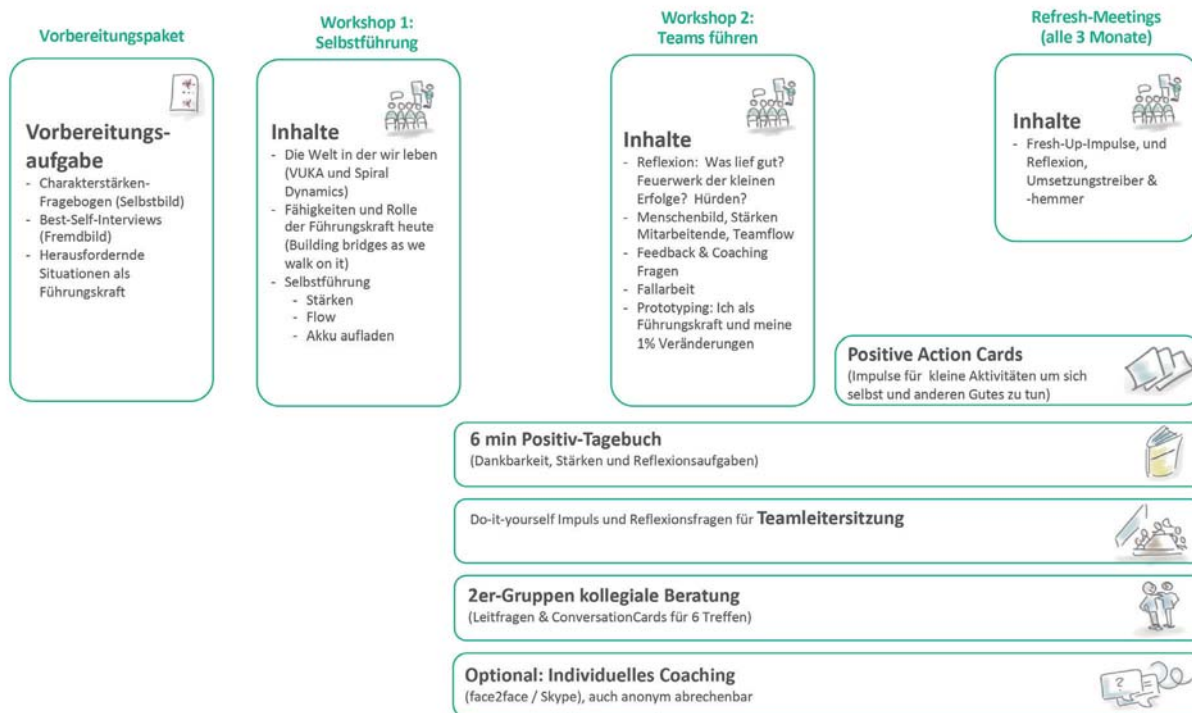 Vorbereitungspaket
Workshop 1:
Selbstführung
Workshop 2:
Teams führen
Refresh-Meetings
(alle 3 Monate)
Vorbereitungs-
aufgabe
- Charakterstärken-
Fragebogen (Selbstbild)
- Best-Self-Interviews
(Fremdbild)
- Herausfordernde
Situationen als
Führungskraft
Inhalte
- Die Welt in der wir leben
(VUKA und Spiral
Dynamics)
- Fähigkeiten und Rolle
der Führungskraft heute
(Building bridges as we
walk on it)
- Selbstführung
- Stärken
- Flow
- Akku aufladen
Inhalte
- Reflexion: Was lief gut?
Feuerwerk der kleinen
Erfolge? Hürden?
- Menschenbild, Stärken
Mitarbeitende, Teamflow
- Feedback & Coaching
Fragen
- Fallarbeit
- Prototyping: Ich als
Führungskraft und meine
1% Veränderungen
Inhalte
- Fresh-Up-Impulse, und
Reflexion,
Umsetzungstreiber &
-hemmer
Positive Action Cards
(Impulse für kleine Aktivitäten um sich
selbst und anderen Gutes zu tun)
6 min Positiv-Tagebuch
(Dankbarkeit, Stärken und Reflexionsaufgaben)
Do-it-yourself Impuls und Reflexionsfragen für Teamleitersitzung
2er-Gruppen kollegiale Beratung
(Leitfragen & ConversationCards für 6 Treffen)
Optional: Individuelles Coaching
(face2face / Skype), auch anonym abrechenbar
?